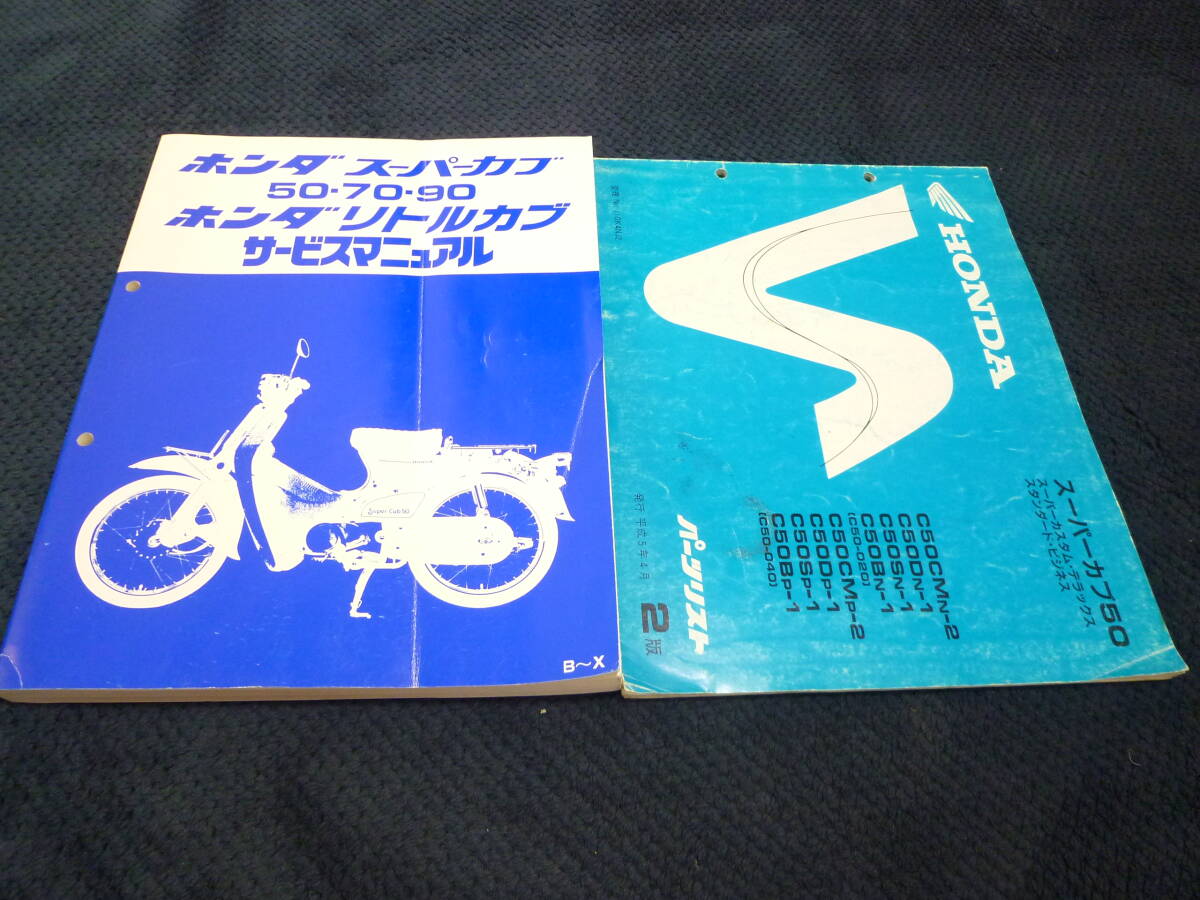 ホンダ スーパーカブ
50・70・90
ホンダ リトルカブ
サービスマニュアル
Super Cub 50
B〜X
HONDA
スーパーカブ50
スーパーカスタム・デラックス
スタンダード・ビジネス
C50CMN-2
C50DN-1
C50SN-1
C50BN-1
(C50-020)
C50CMP-2
C50DP-1
C50SP-1
C50BP-1
(C50-040)
パーツリスト
発行 平成5年4月
2版